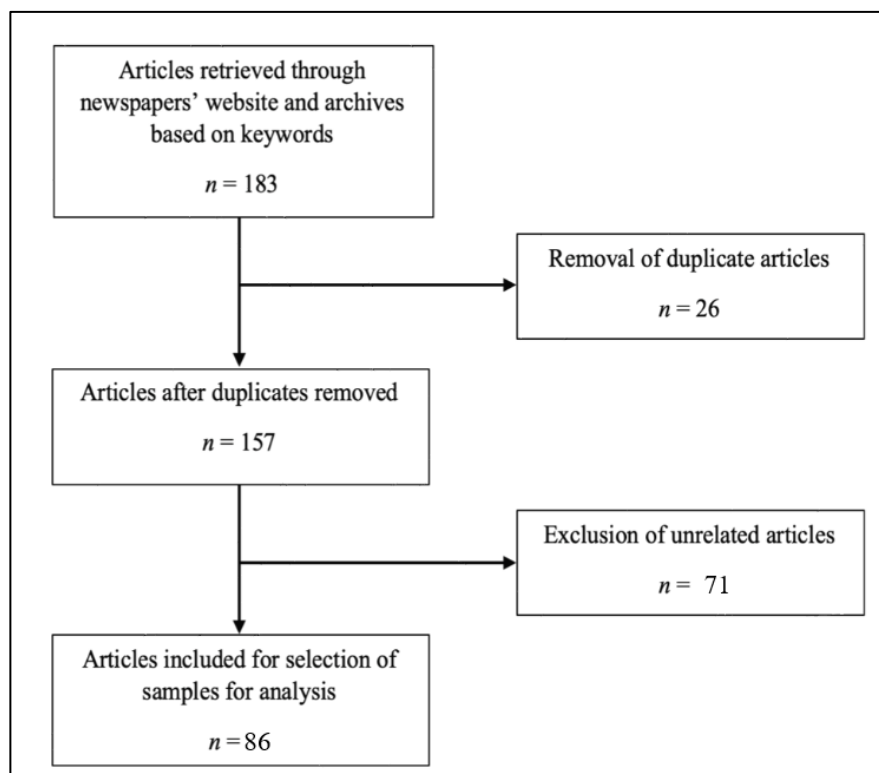 Articles retrieved through
newspapers’ website and archives
based on keywords
n = 183
Removal of duplicate articles
n = 26
Articles after duplicates removed
n = 157
Exclusion of unrelated articles
n = 71
Articles included for selection of
samples for analysis
n = 86